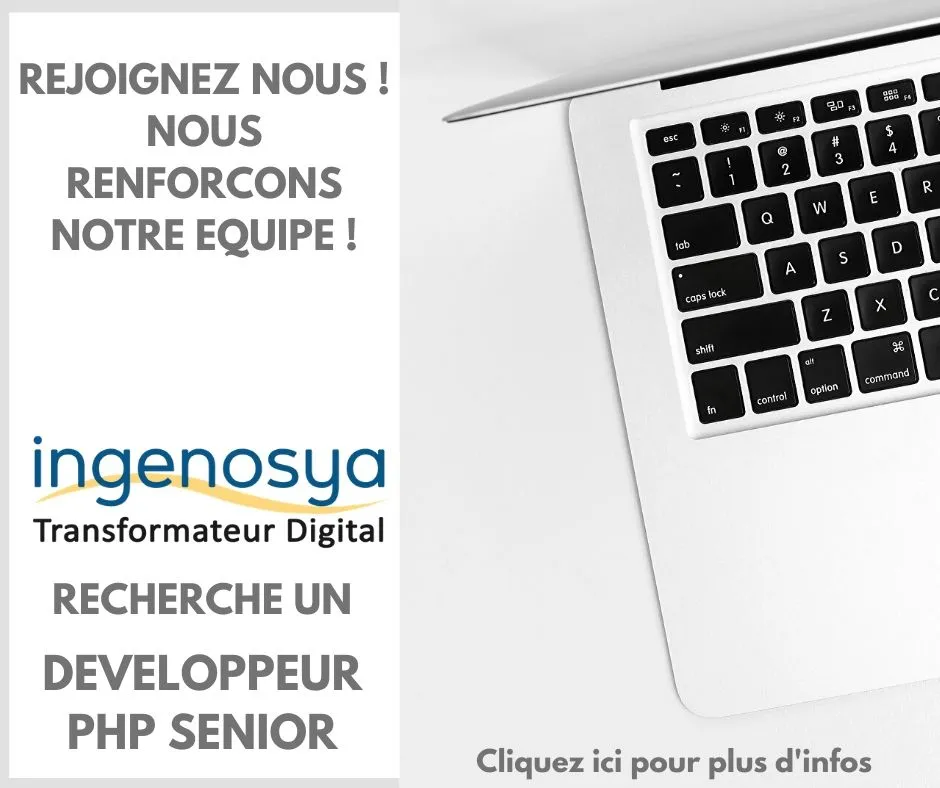 REJOIGNEZ NOUS !
NOUS
RENFORCONS
NOTRE EQUIPE !
ingenosya
Transformateur Digital
RECHERCHE UN
DEVELOPPEUR
PHP SENIOR
esc F1 F2 F3 F4
~ ! @ # $
` 1 2 3 4
tab Q W E R
caps lock A S D
shift Z X C
fn control alt option ⌘ command
Cliquez ici pour plus d'infos